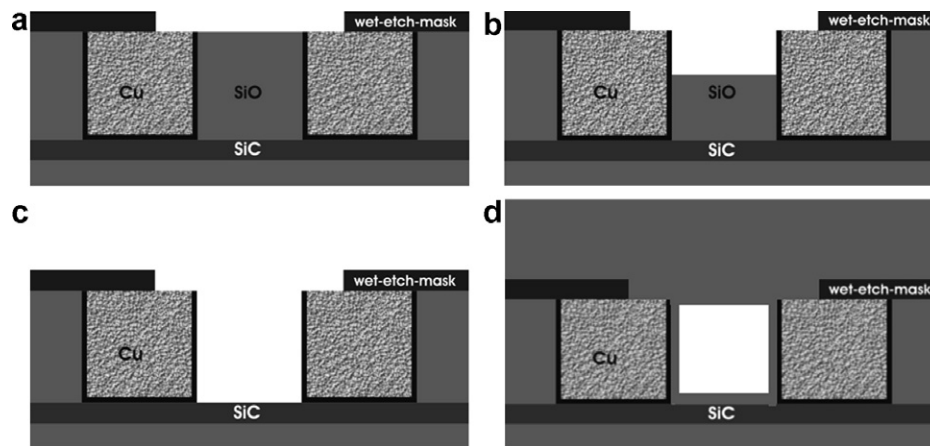 a
wet-etch-mask
Cu
SiO
SiC
b
wet-etch-mask
Cu
SiO
SiC
c
wet-etch-mask
Cu
SiC
d
wet-etch-mask
Cu
SiC